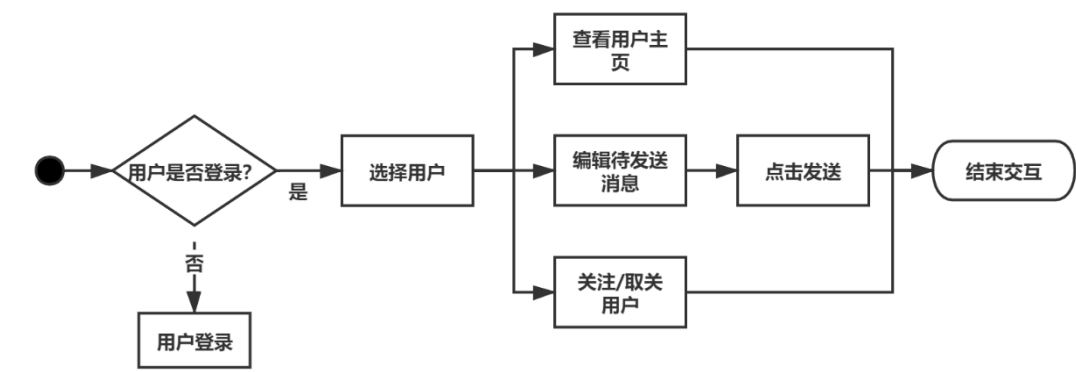 用户是否登录?
是
否
用户登录
选择用户
查看用户主
页
编辑待发送
消息
点击发送
关注/取关
用户
结束交互